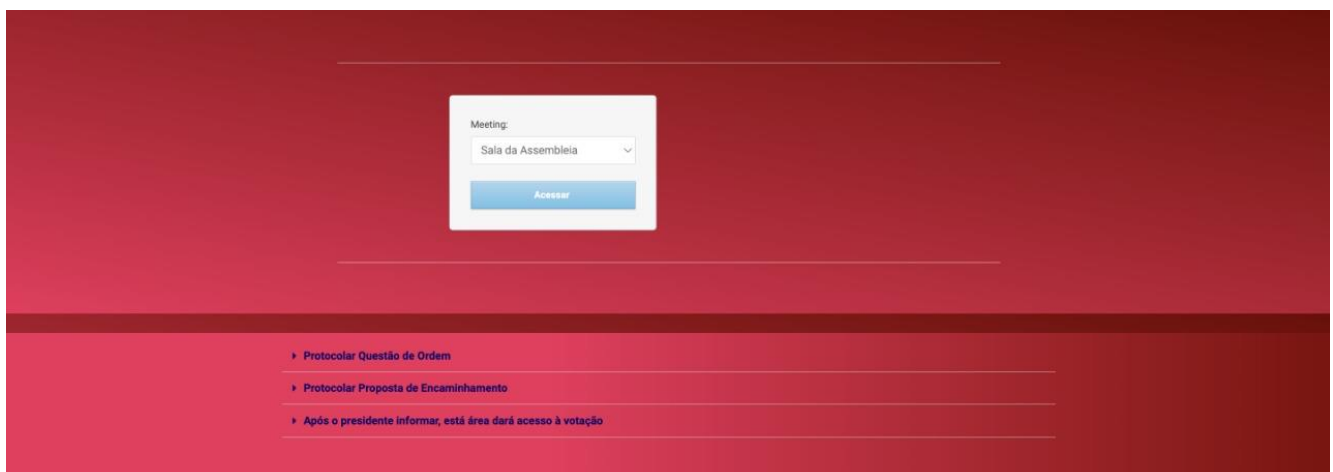 Meeting:
Sala da Assembleia
Acessar
Protocolar Questão de Ordem
Protocolar Proposta de Encaminhamento
Após o presidente informar, está área dará acesso à votação